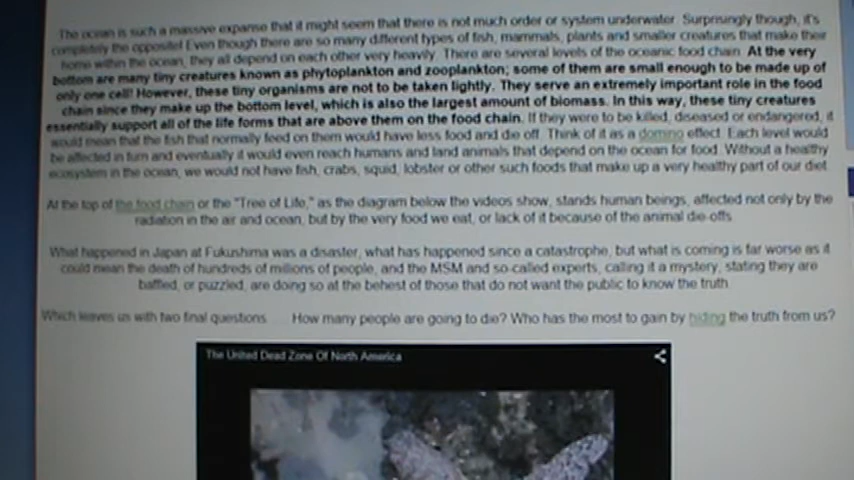 The ocean is such a massive expanse that it might seem that there is not much order or system underwater. Surprisingly though, it's
completely the opposite! Even though there are so many different types of fish, mammals, plants and smaller creatures that make their
home within the ocean, they all depend on each other very heavily. There are several levels of the oceanic food chain. At the very
bottom are many tiny creatures known as phytoplankton and zooplankton; some of them are small enough to be made up of
only one cell! However, these tiny organisms are not to be taken lightly. They serve an extremely important role in the food
chain since they make up the bottom level, which is also the largest amount of biomass. In this way, these tiny creatures
essentially support all of the life forms that are above them on the food chain. If they were to be killed, diseased or endangered, it
would mean that the fish that normally feed on them would have less food and die off. Think of it as a domino effect. Each level would
be affected in turn and eventually it would even reach humans and land animals that depend on the ocean for food. Without a healthy
ecosystem in the ocean, we would not have fish, crabs, squid, lobster or other such foods that make up a very healthy part of our diet.
At the top of the food chain or the "Tree of Life," as the diagram below the videos show, stands human beings, affected not only by the
radiation in the air and ocean, but by the very food we eat, or lack of it because of the animal die-offs.
What happened in Japan at Fukushima was a disaster, what has happened since a catastrophe, but what is coming is far worse as it
could mean the death of hundreds of millions of people, and the MSM and so-called experts, calling it a mystery, stating they are
baffled, or puzzled, are doing so at the behest of those that do not want the public to know the truth.
Which leaves us with two final questions..... How many people are going to die? Who has the most to gain by hiding the truth from us?
The United Dead Zone Of North America